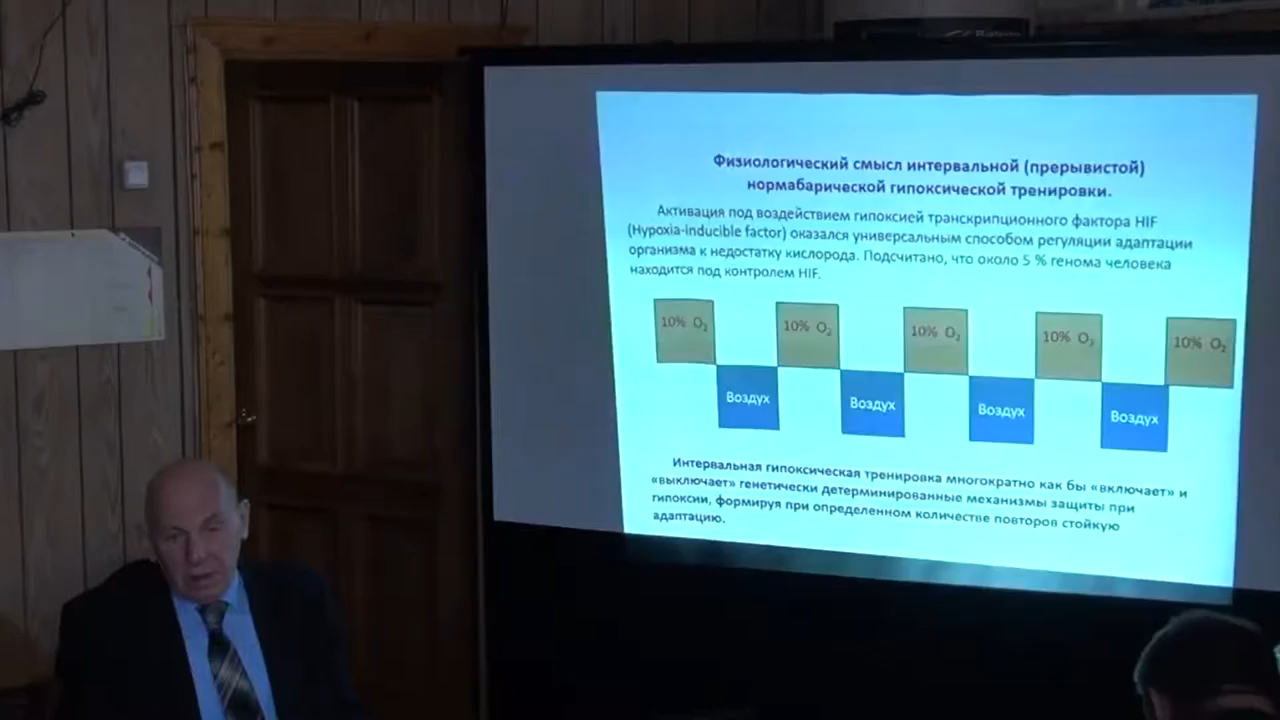 Физиологический смысл интервальной (прерывистой)
нормабарической гипоксической тренировки.
Активация под воздействием гипоксией транскрипционного фактора HIF
(Hypoxia-inducible factor) оказался универсальным способом регуляции адаптации
организма к недостатку кислорода. Подсчитано, что около 5 % генома человека
находится под контролем HIF.
10% O₂ 10% O₂ 10% O₂ 10% O₂ 10% O₂
Воздух Воздух Воздух Воздух
Интервальная гипоксическая тренировка многократно как бы «включает» и
«выключает» генетически детерминированные механизмы защиты при
гипоксии, формируя при определенном количестве повторов стойкую
адаптацию.